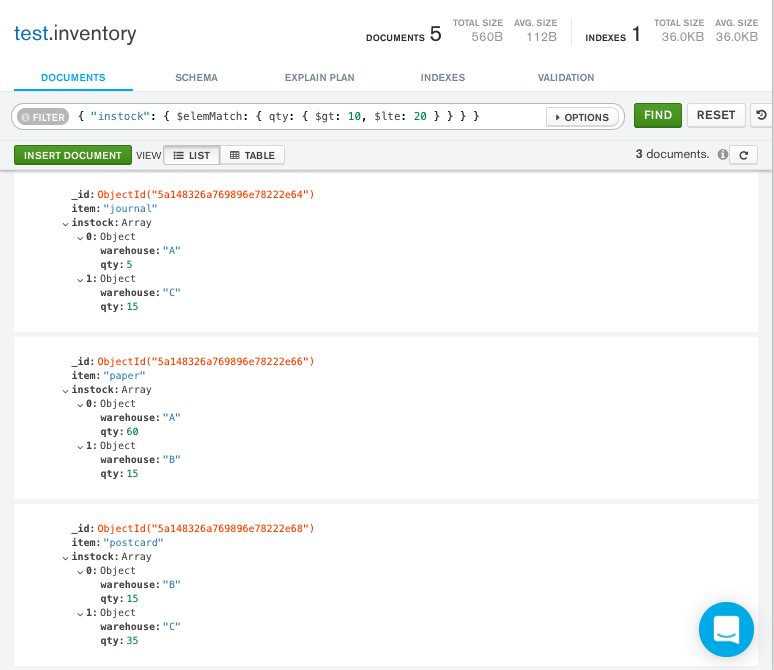 test.inventory
DOCUMENTS 5 TOTAL SIZE 560B AVG. SIZE 112B INDEXES 1 TOTAL SIZE 36.0KB AVG. SIZE 36.0KB
DOCUMENTS SCHEMA EXPLAIN PLAN INDEXES VALIDATION
FILTER { "instock": { $elemMatch: { qty: { $gt: 10, $lte: 20 } } } } OPTIONS FIND RESET
INSERT DOCUMENT VIEW LIST TABLE 3 documents.
_id: ObjectId("5a148326a769896e78222e64")
item: "journal"
instock: Array
0: Object
warehouse: "A"
qty: 5
1: Object
warehouse: "C"
qty: 15
_id: ObjectId("5a148326a769896e78222e66")
item: "paper"
instock: Array
0: Object
warehouse: "A"
qty: 60
1: Object
warehouse: "B"
qty: 15
_id: ObjectId("5a148326a769896e78222e68")
item: "postcard"
instock: Array
0: Object
warehouse: "B"
qty: 15
1: Object
warehouse: "C"
qty: 35